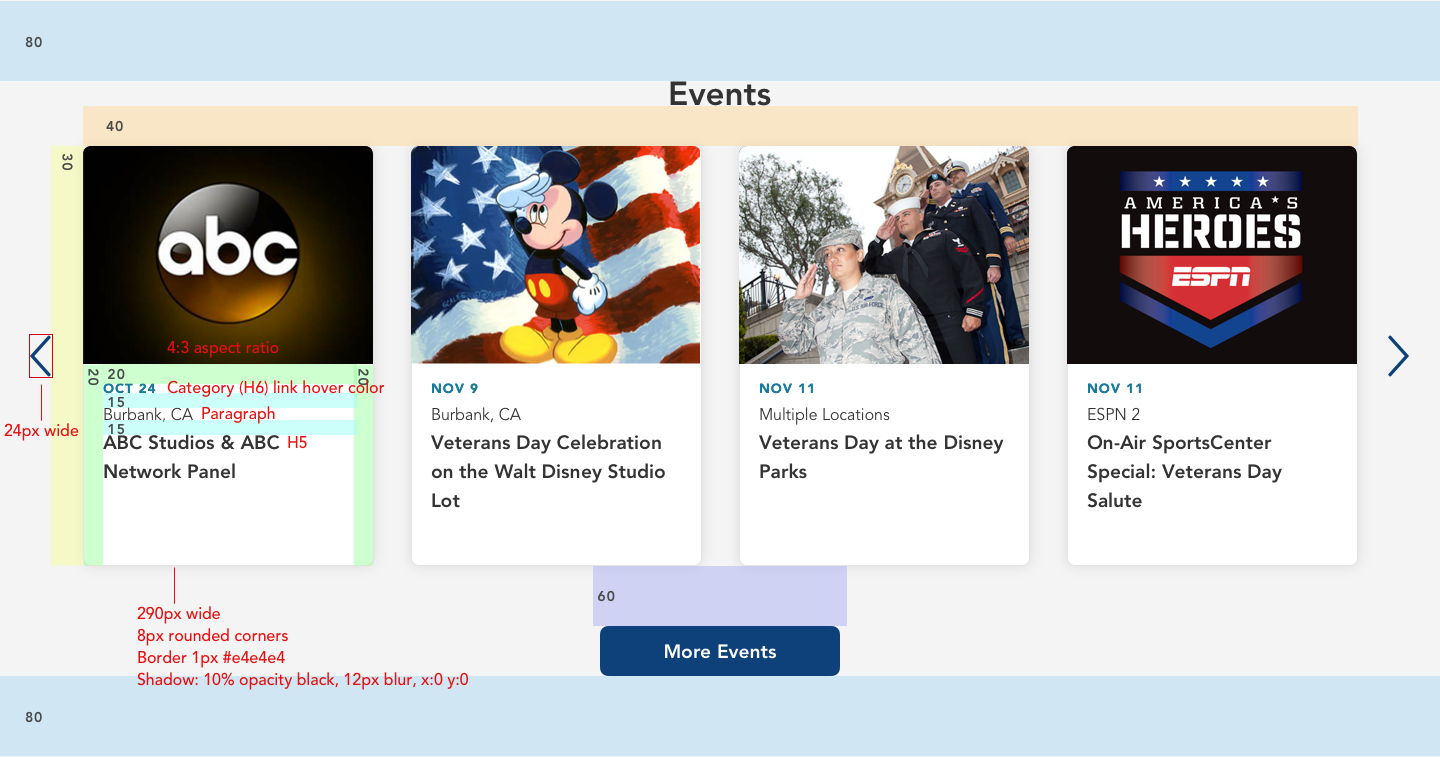 80
Events
40
30
abc
AMERICA'S
HEROES
ESPN
4:3 aspect ratio
24px wide
20
20
20
OCT 24 Category (H6) link hover color
15
Burbank, CA Paragraph
15
ABC Studios & ABC H5
Network Panel
NOV 9
Burbank, CA
Veterans Day Celebration
on the Walt Disney Studio
Lot
NOV 11
Multiple Locations
Veterans Day at the Disney
Parks
NOV 11
ESPN 2
On-Air SportsCenter
Special: Veterans Day
Salute
290px wide
8px rounded corners
Border 1px #e4e4e4
Shadow: 10% opacity black, 12px blur, x:0 y:0
60
More Events
80